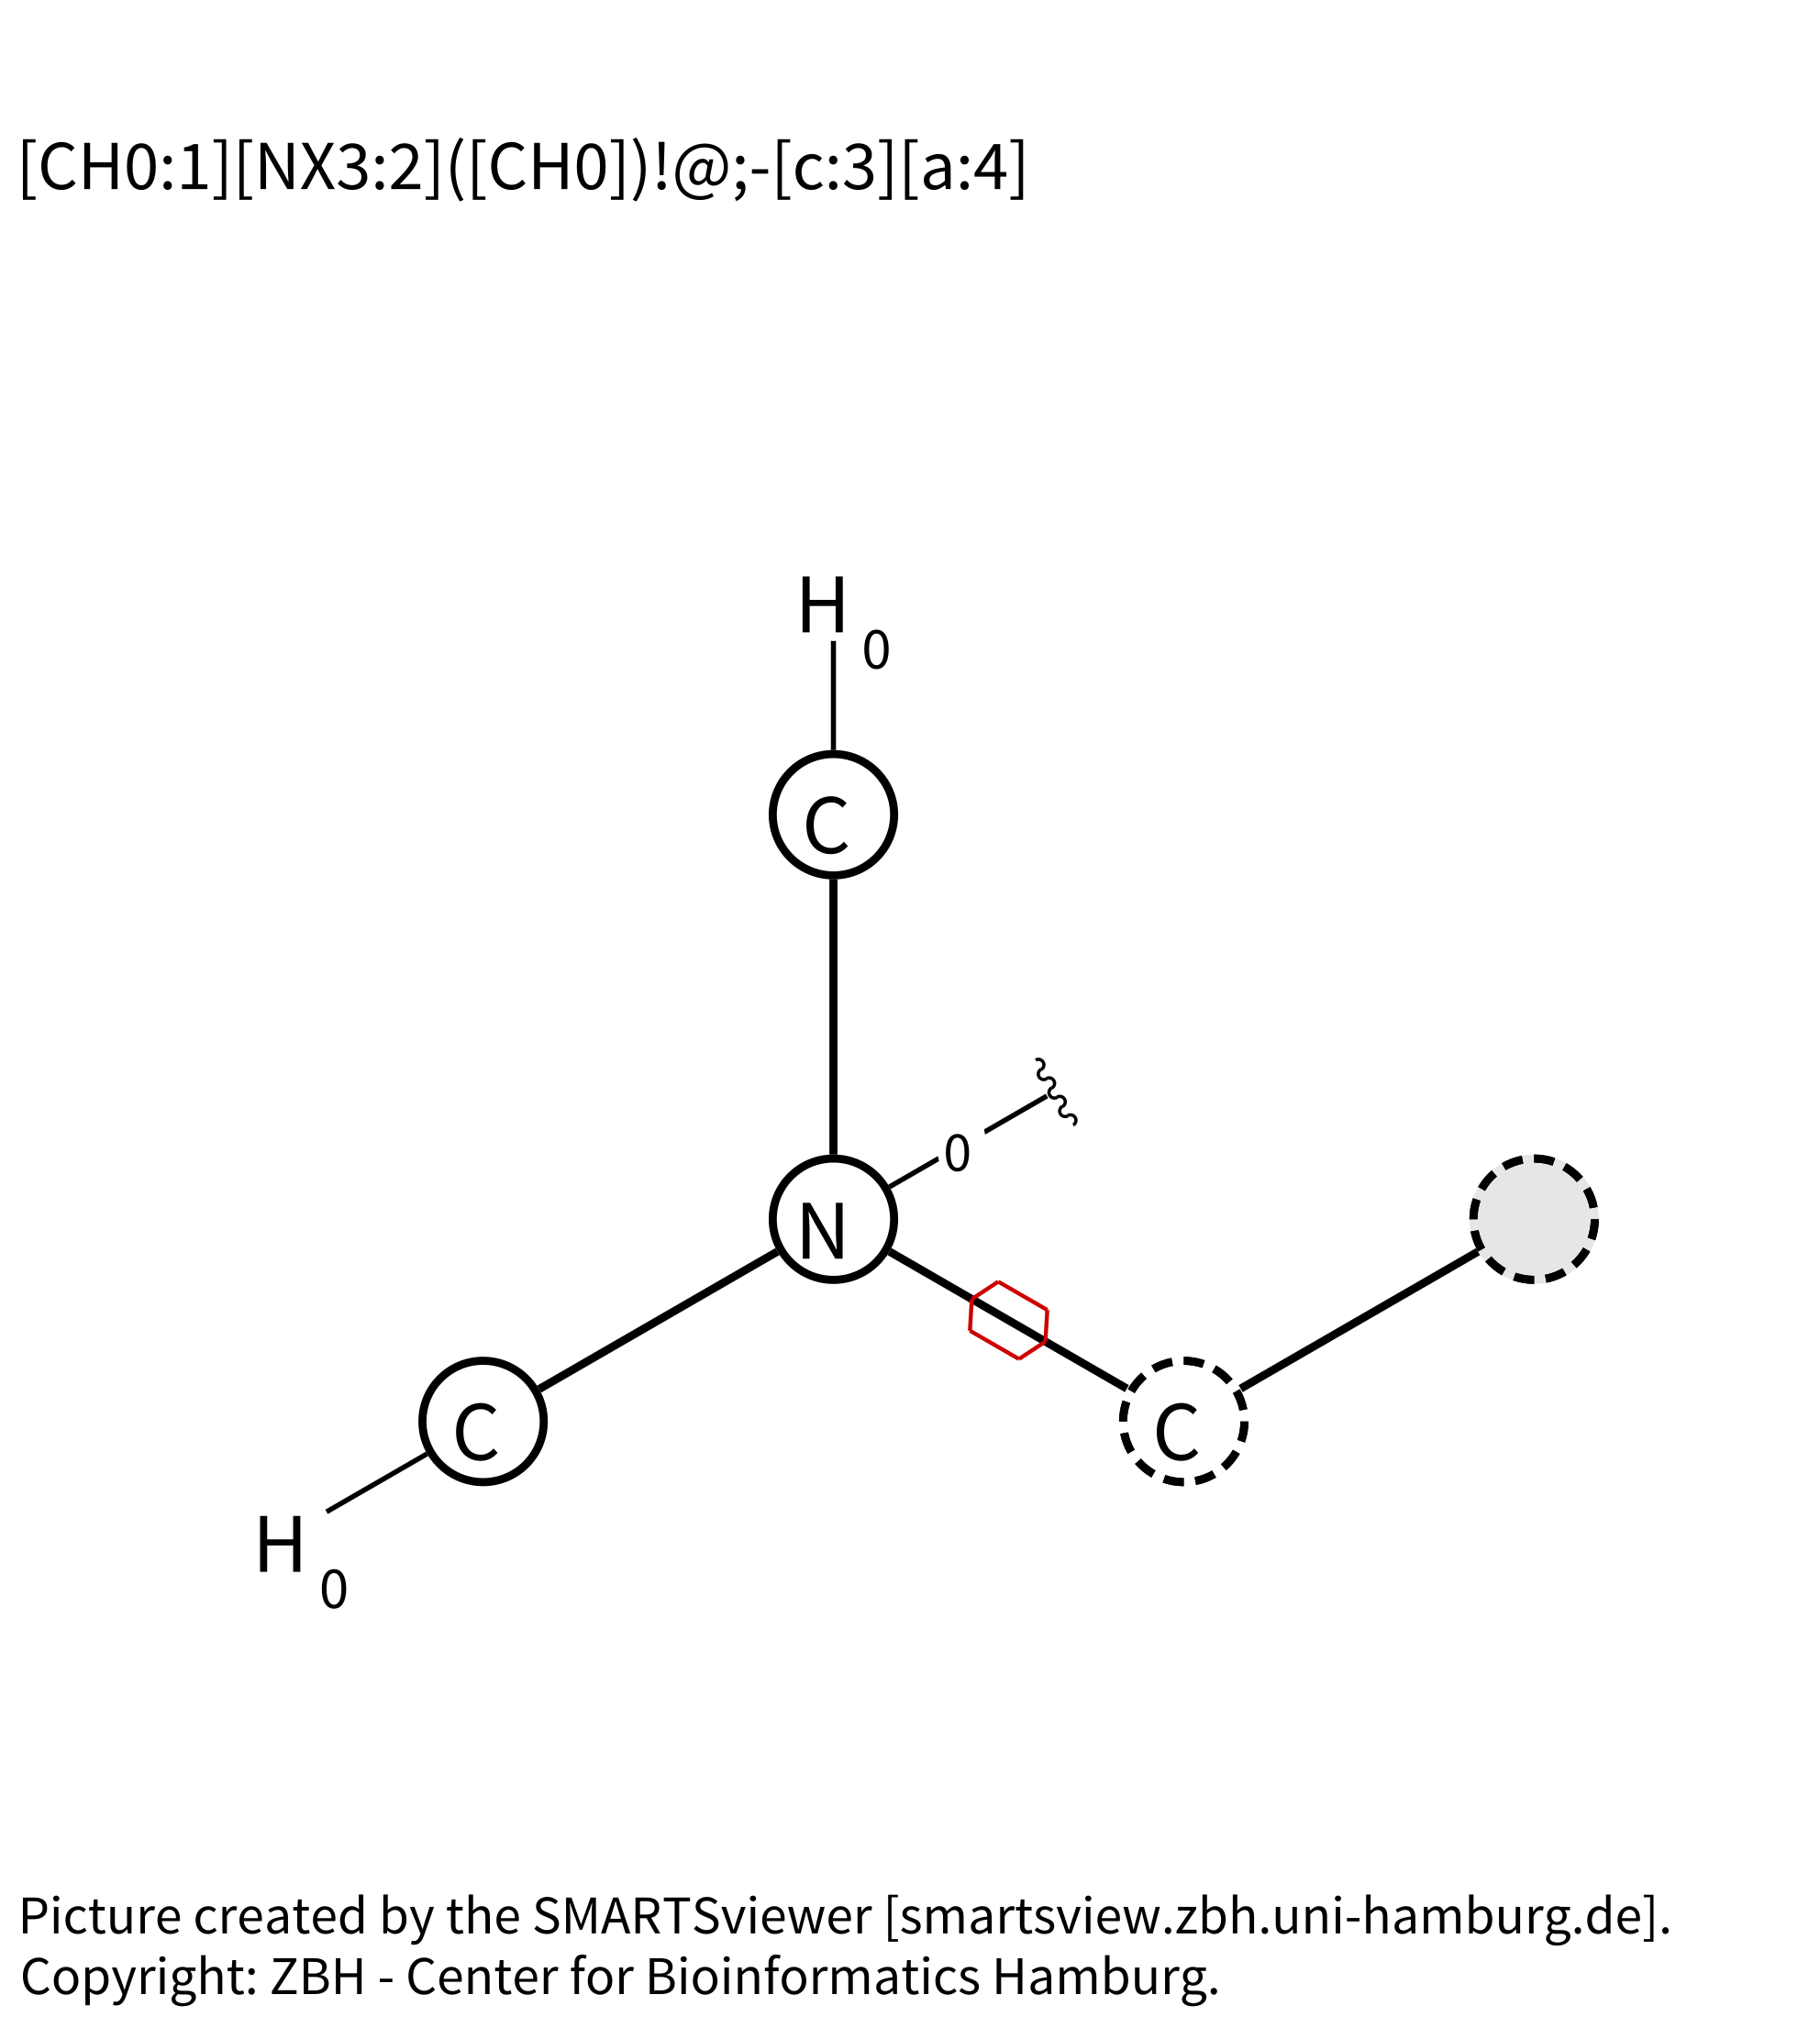 [CH0:1][NX3:2]([CH0])!@;-[c:3][a:4]
H
0
C
0
N
C
C
H
0
Picture created by the SMARTSviewer [smartsview.zbh.uni-hamburg.de].
Copyright: ZBH - Center for Bioinformatics Hamburg.